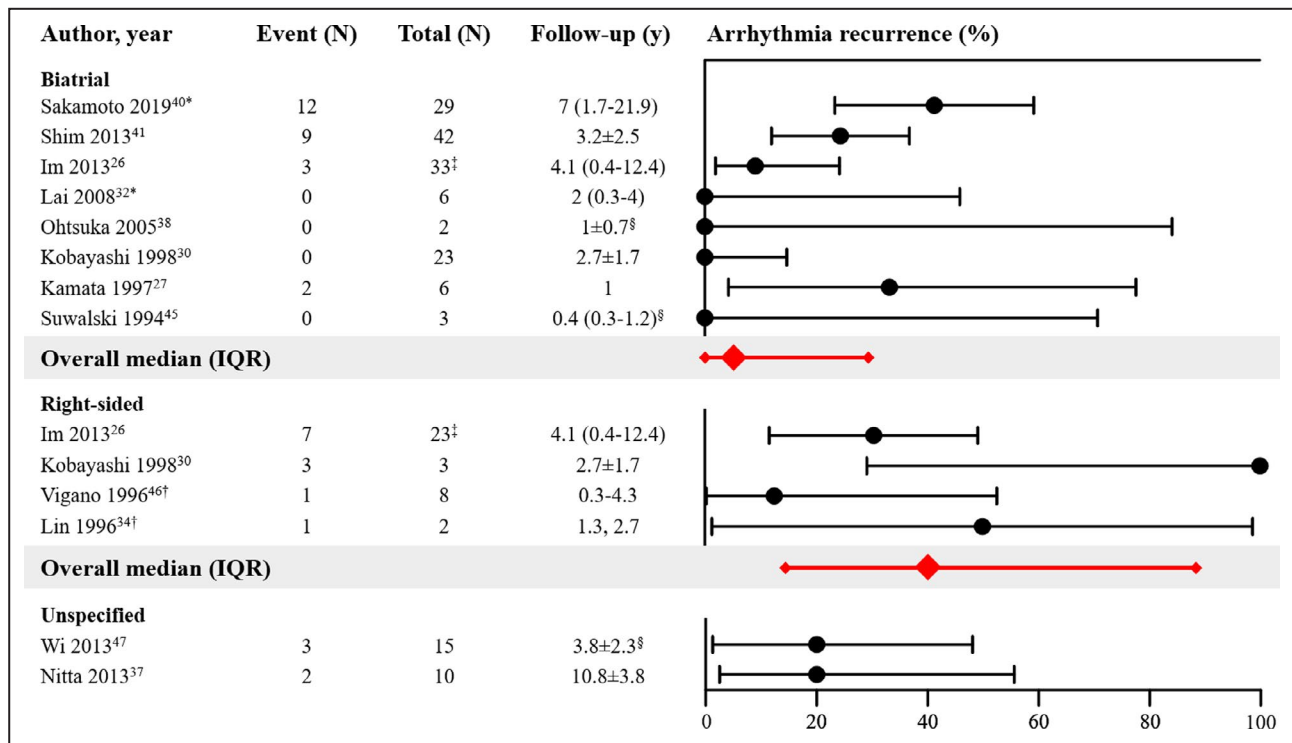 Author, year Event (N) Total (N) Follow-up (y) Arrhythmia recurrence (%)
Biatrial
Sakamoto 2019⁴⁰* 12 29 7 (1.7-21.9)
Shim 2013⁴¹ 9 42 3.2±2.5
Im 2013²⁶ 3 33‡ 4.1 (0.4-12.4)
Lai 2008³²* 0 6 2 (0.3-4)
Ohtsuka 2005³⁸ 0 2 1±0.7§
Kobayashi 1998³⁰ 0 23 2.7±1.7
Kamata 1997²⁷ 2 6 1
Suwalski 1994⁴⁵ 0 3 0.4 (0.3-1.2)§
Overall median (IQR)
Right-sided
Im 2013²⁶ 7 23‡ 4.1 (0.4-12.4)
Kobayashi 1998³⁰ 3 3 2.7±1.7
Vigano 1996⁴⁶† 1 8 0.3-4.3
Lin 1996³⁴† 1 2 1.3, 2.7
Overall median (IQR)
Unspecified
Wi 2013⁴⁷ 3 15 3.8±2.3§
Nitta 2013³⁷ 2 10 10.8±3.8
0 20 40 60 80 100